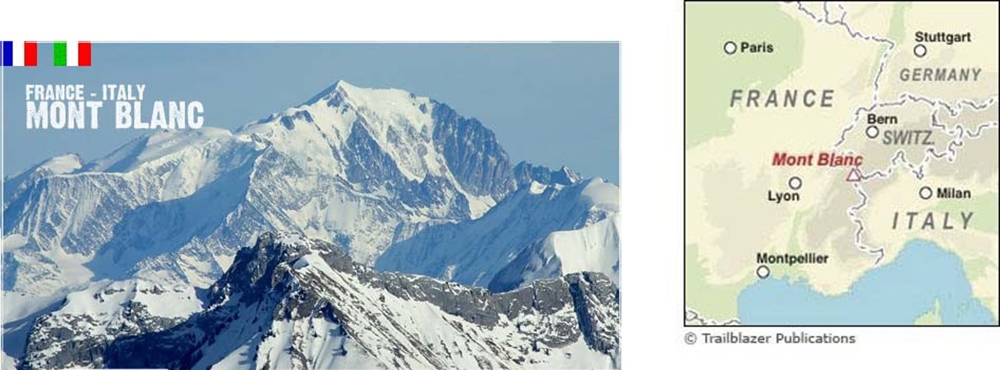 FRANCE - ITALY
MONT BLANC
Paris
Stuttgart
GERMANY
FRANCE
Bern
SWITZ.
Mont Blanc
Lyon
Milan
ITALY
Montpellier
© Trailblazer Publications